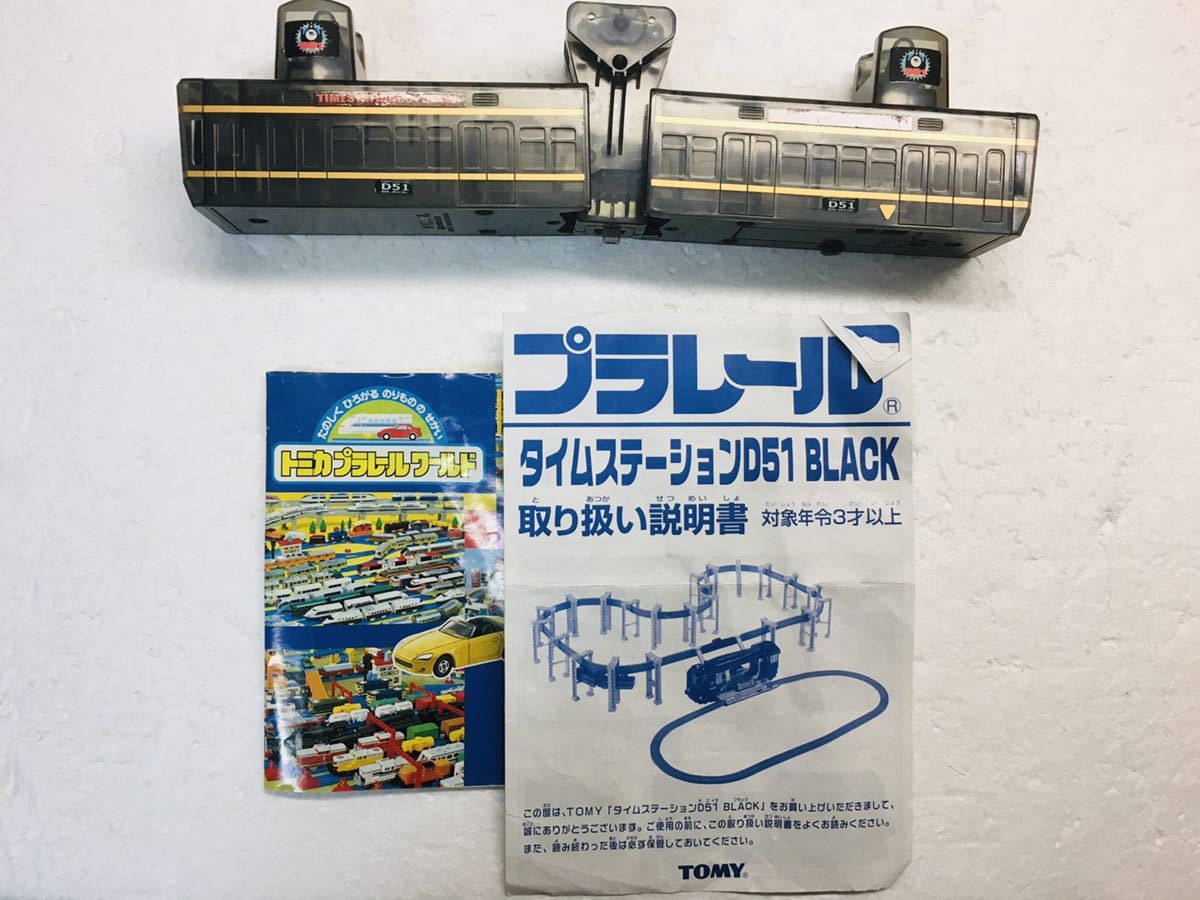 D51
D51
たのしく ひろがる のりものの せかい
トミカプラレールワールド
プラレール®
タイムステーションD51 BLACK
取り扱い説明書 対象年令3才以上
この度は、TOMY「タイムステーションD51 BLACK」をお買い上げいただきまして、
誠にありがとうございます。ご使用の前に、この取り扱い説明書をよくお読みください。
また、読み終わった後は必ず保管しておいてください。
TOMY®